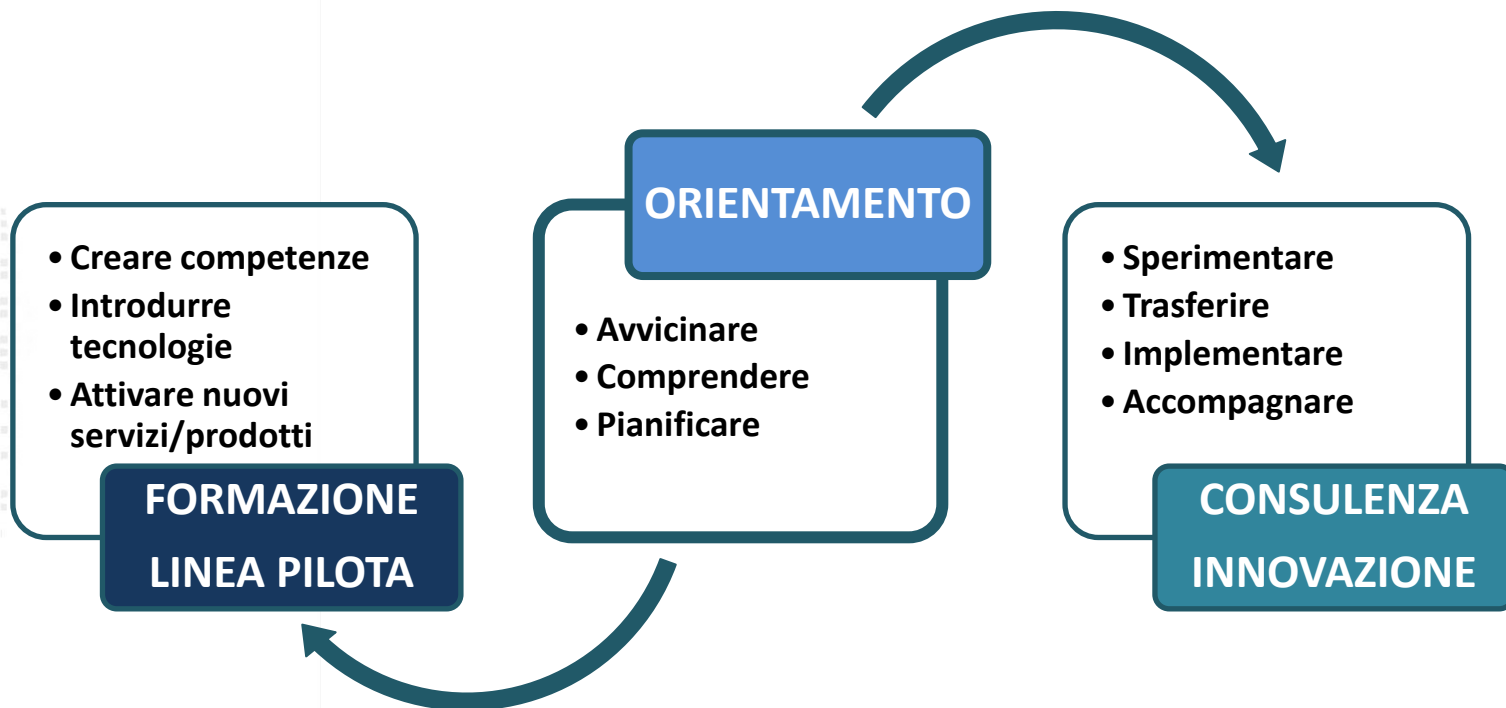 • Creare competenze
• Introdurre
tecnologie
• Attivare nuovi
servizi/prodotti
FORMAZIONE
LINEA PILOTA
ORIENTAMENTO
• Avvicinare
• Comprendere
• Pianificare
• Sperimentare
• Trasferire
• Implementare
• Accompagnare
CONSULENZA
INNOVAZIONE